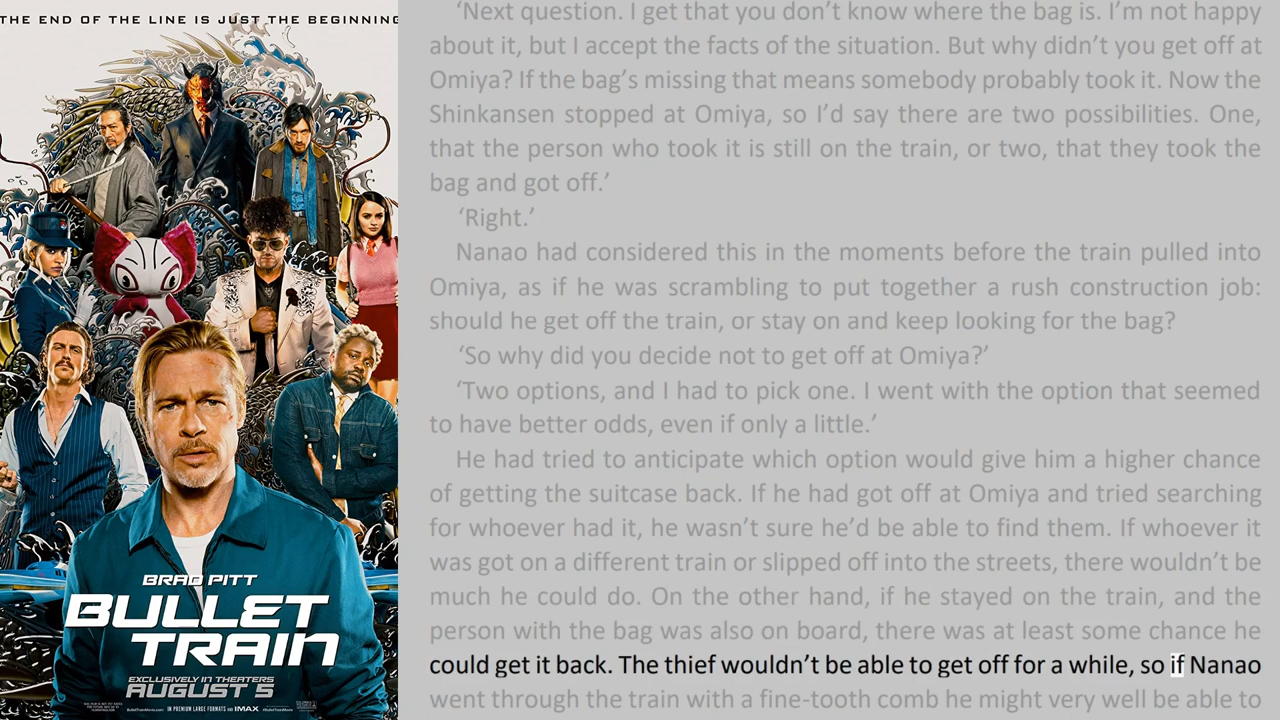 THE END OF THE LINE IS JUST THE BEGINNING
BRAD PITT
BULLET
TRAIN
EXCLUSIVELY IN THEATERS
AUGUST 5
BulletTrainMovie.com
IN PREMIUM LARGE FORMATS AND IMAX
#BulletTrainMovie
‘Next question. I get that you don’t know where the bag is. I’m not happy
about it, but I accept the facts of the situation. But why didn’t you get off at
Omiya? If the bag’s missing that means somebody probably took it. Now the
Shinkansen stopped at Omiya, so I’d say there are two possibilities. One,
that the person who took it is still on the train, or two, that they took the
bag and got off.’
‘Right.’
Nanao had considered this in the moments before the train pulled into
Omiya, as if he was scrambling to put together a rush construction job:
should he get off the train, or stay on and keep looking for the bag?
‘So why did you decide not to get off at Omiya?’
‘Two options, and I had to pick one. I went with the option that seemed
to have better odds, even if only a little.’
He had tried to anticipate which option would give him a higher chance
of getting the suitcase back. If he had got off at Omiya and tried searching
for whoever had it, he wasn’t sure he’d be able to find them. If whoever it
was got on a different train or slipped off into the streets, there wouldn’t be
much he could do. On the other hand, if he stayed on the train, and the
person with the bag was also on board there was at least some chance he
could get it back. The thief wouldn’t be able to get off for a while, so if Nanao
went through the train with a fine-tooth comb he might very well be able to